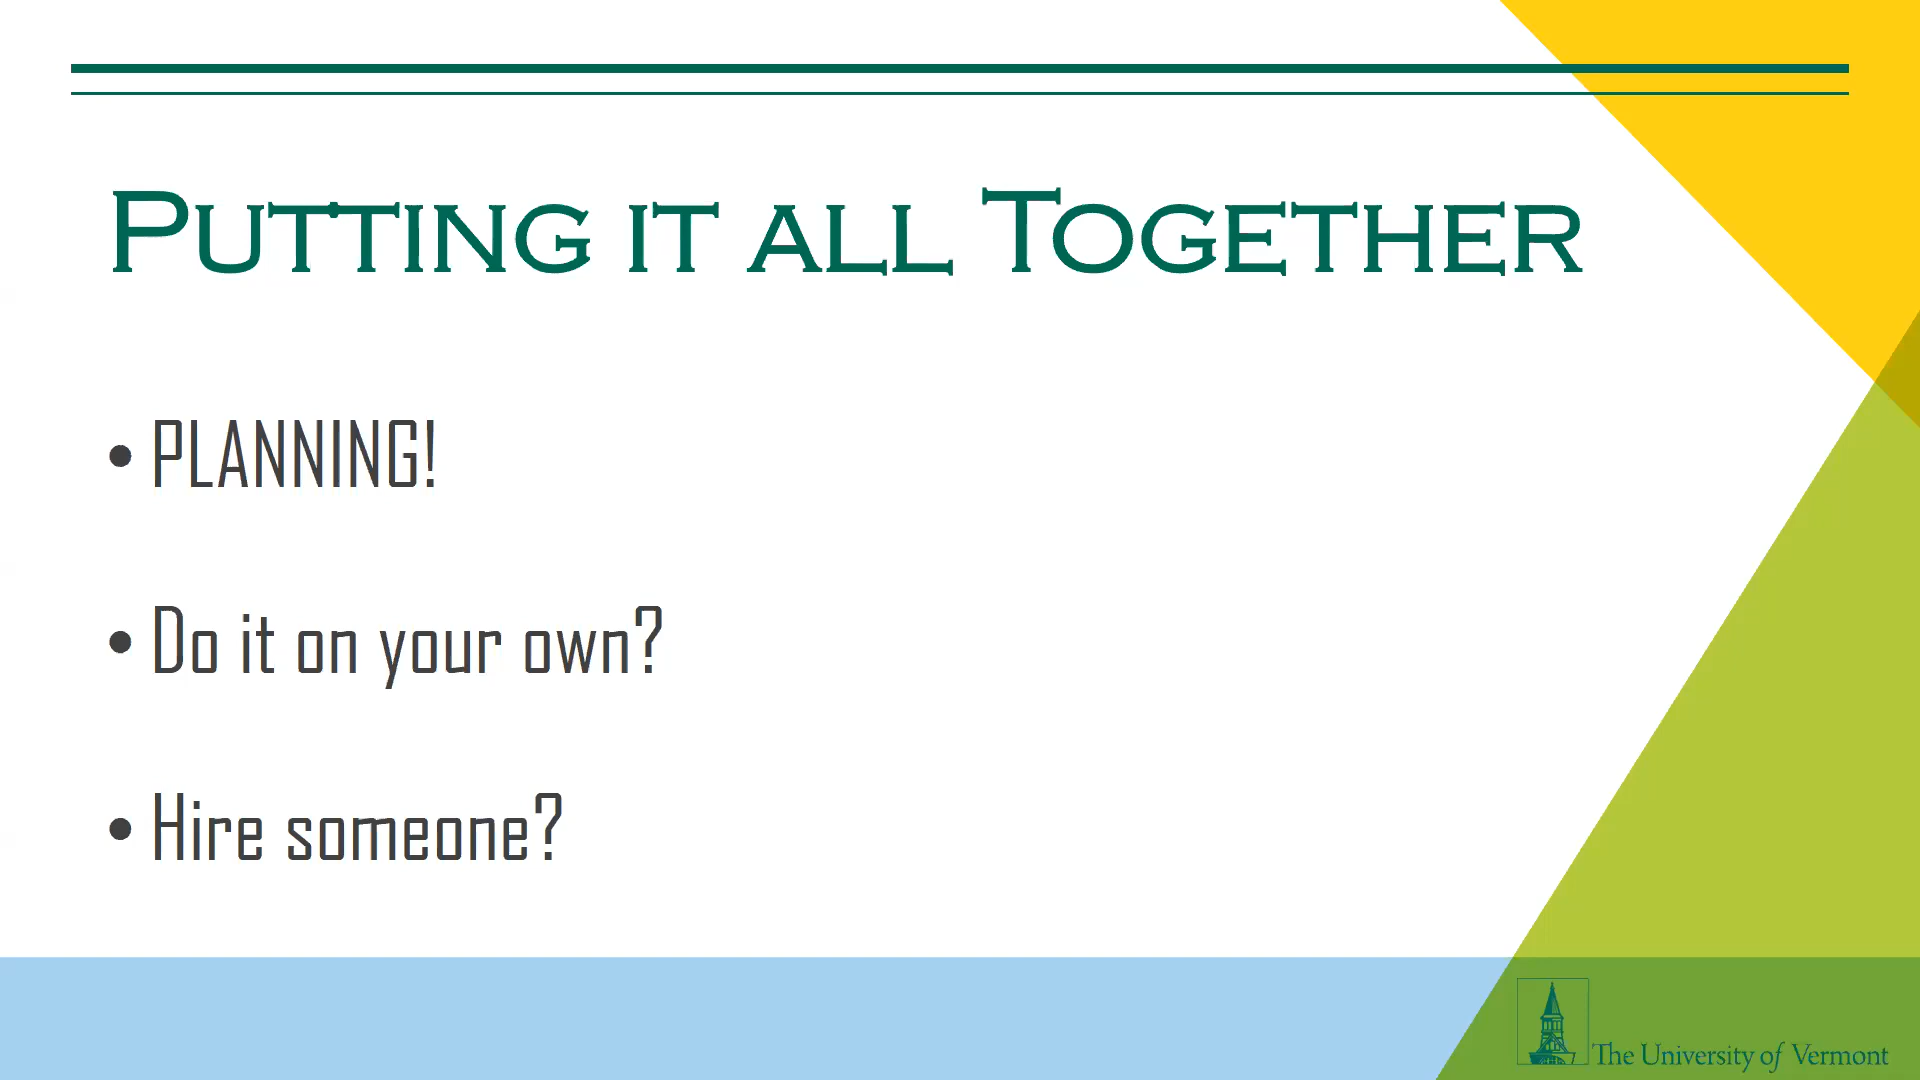 Putting it all Together
• PLANNING!
• Do it on your own?
• Hire someone?
The University of Vermont